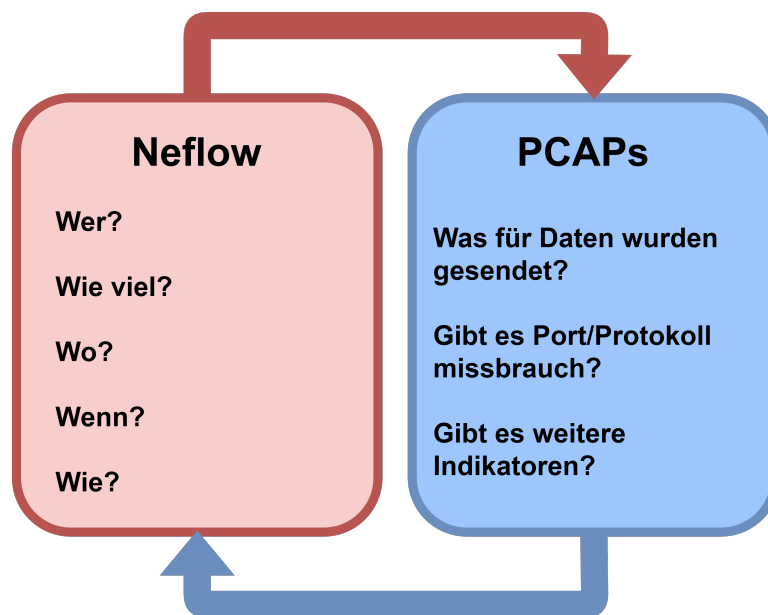 Neflow
Wer?
Wie viel?
Wo?
Wenn?
Wie?
PCAPs
Was für Daten wurden
gesendet?
Gibt es Port/Protokoll
missbrauch?
Gibt es weitere
Indikatoren?